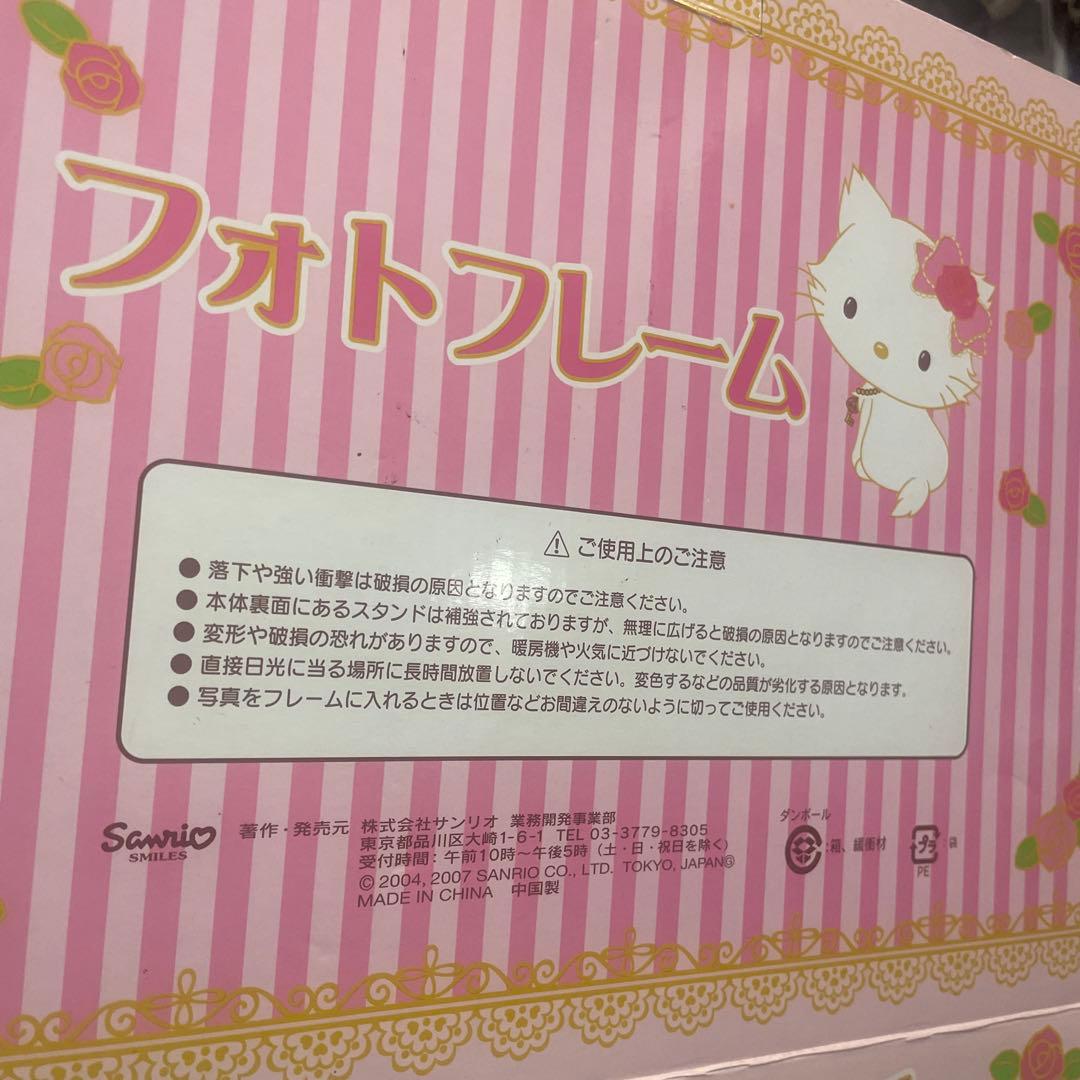 フォトフレーム
⚠ ご使用上のご注意
● 落下や強い衝撃は破損の原因となりますのでご注意ください。
● 本体裏面にあるスタンドは補強されておりますが、無理に広げると破損の原因となりますのでご注意ください。
● 変形や破損の恐れがありますので、暖房機や火気に近づけないでください。
● 直接日光に当る場所に長時間放置しないでください。変色するなどの品質が劣化する原因となります。
● 写真をフレームに入れるときは位置などお間違えのないように切ってご使用ください。
Sanrio
SMILES
著作・発売元 株式会社サンリオ 業務開発事業部
東京都品川区大崎1-6-1 TEL 03-3779-8305
受付時間：午前10時～午後5時（土・日・祝日を除く）
© 2004, 2007 SANRIO CO., LTD. TOKYO, JAPAN Ⓖ
MADE IN CHINA 中国製
ダンボール
：箱、緩衝材
プラ ：袋
PE